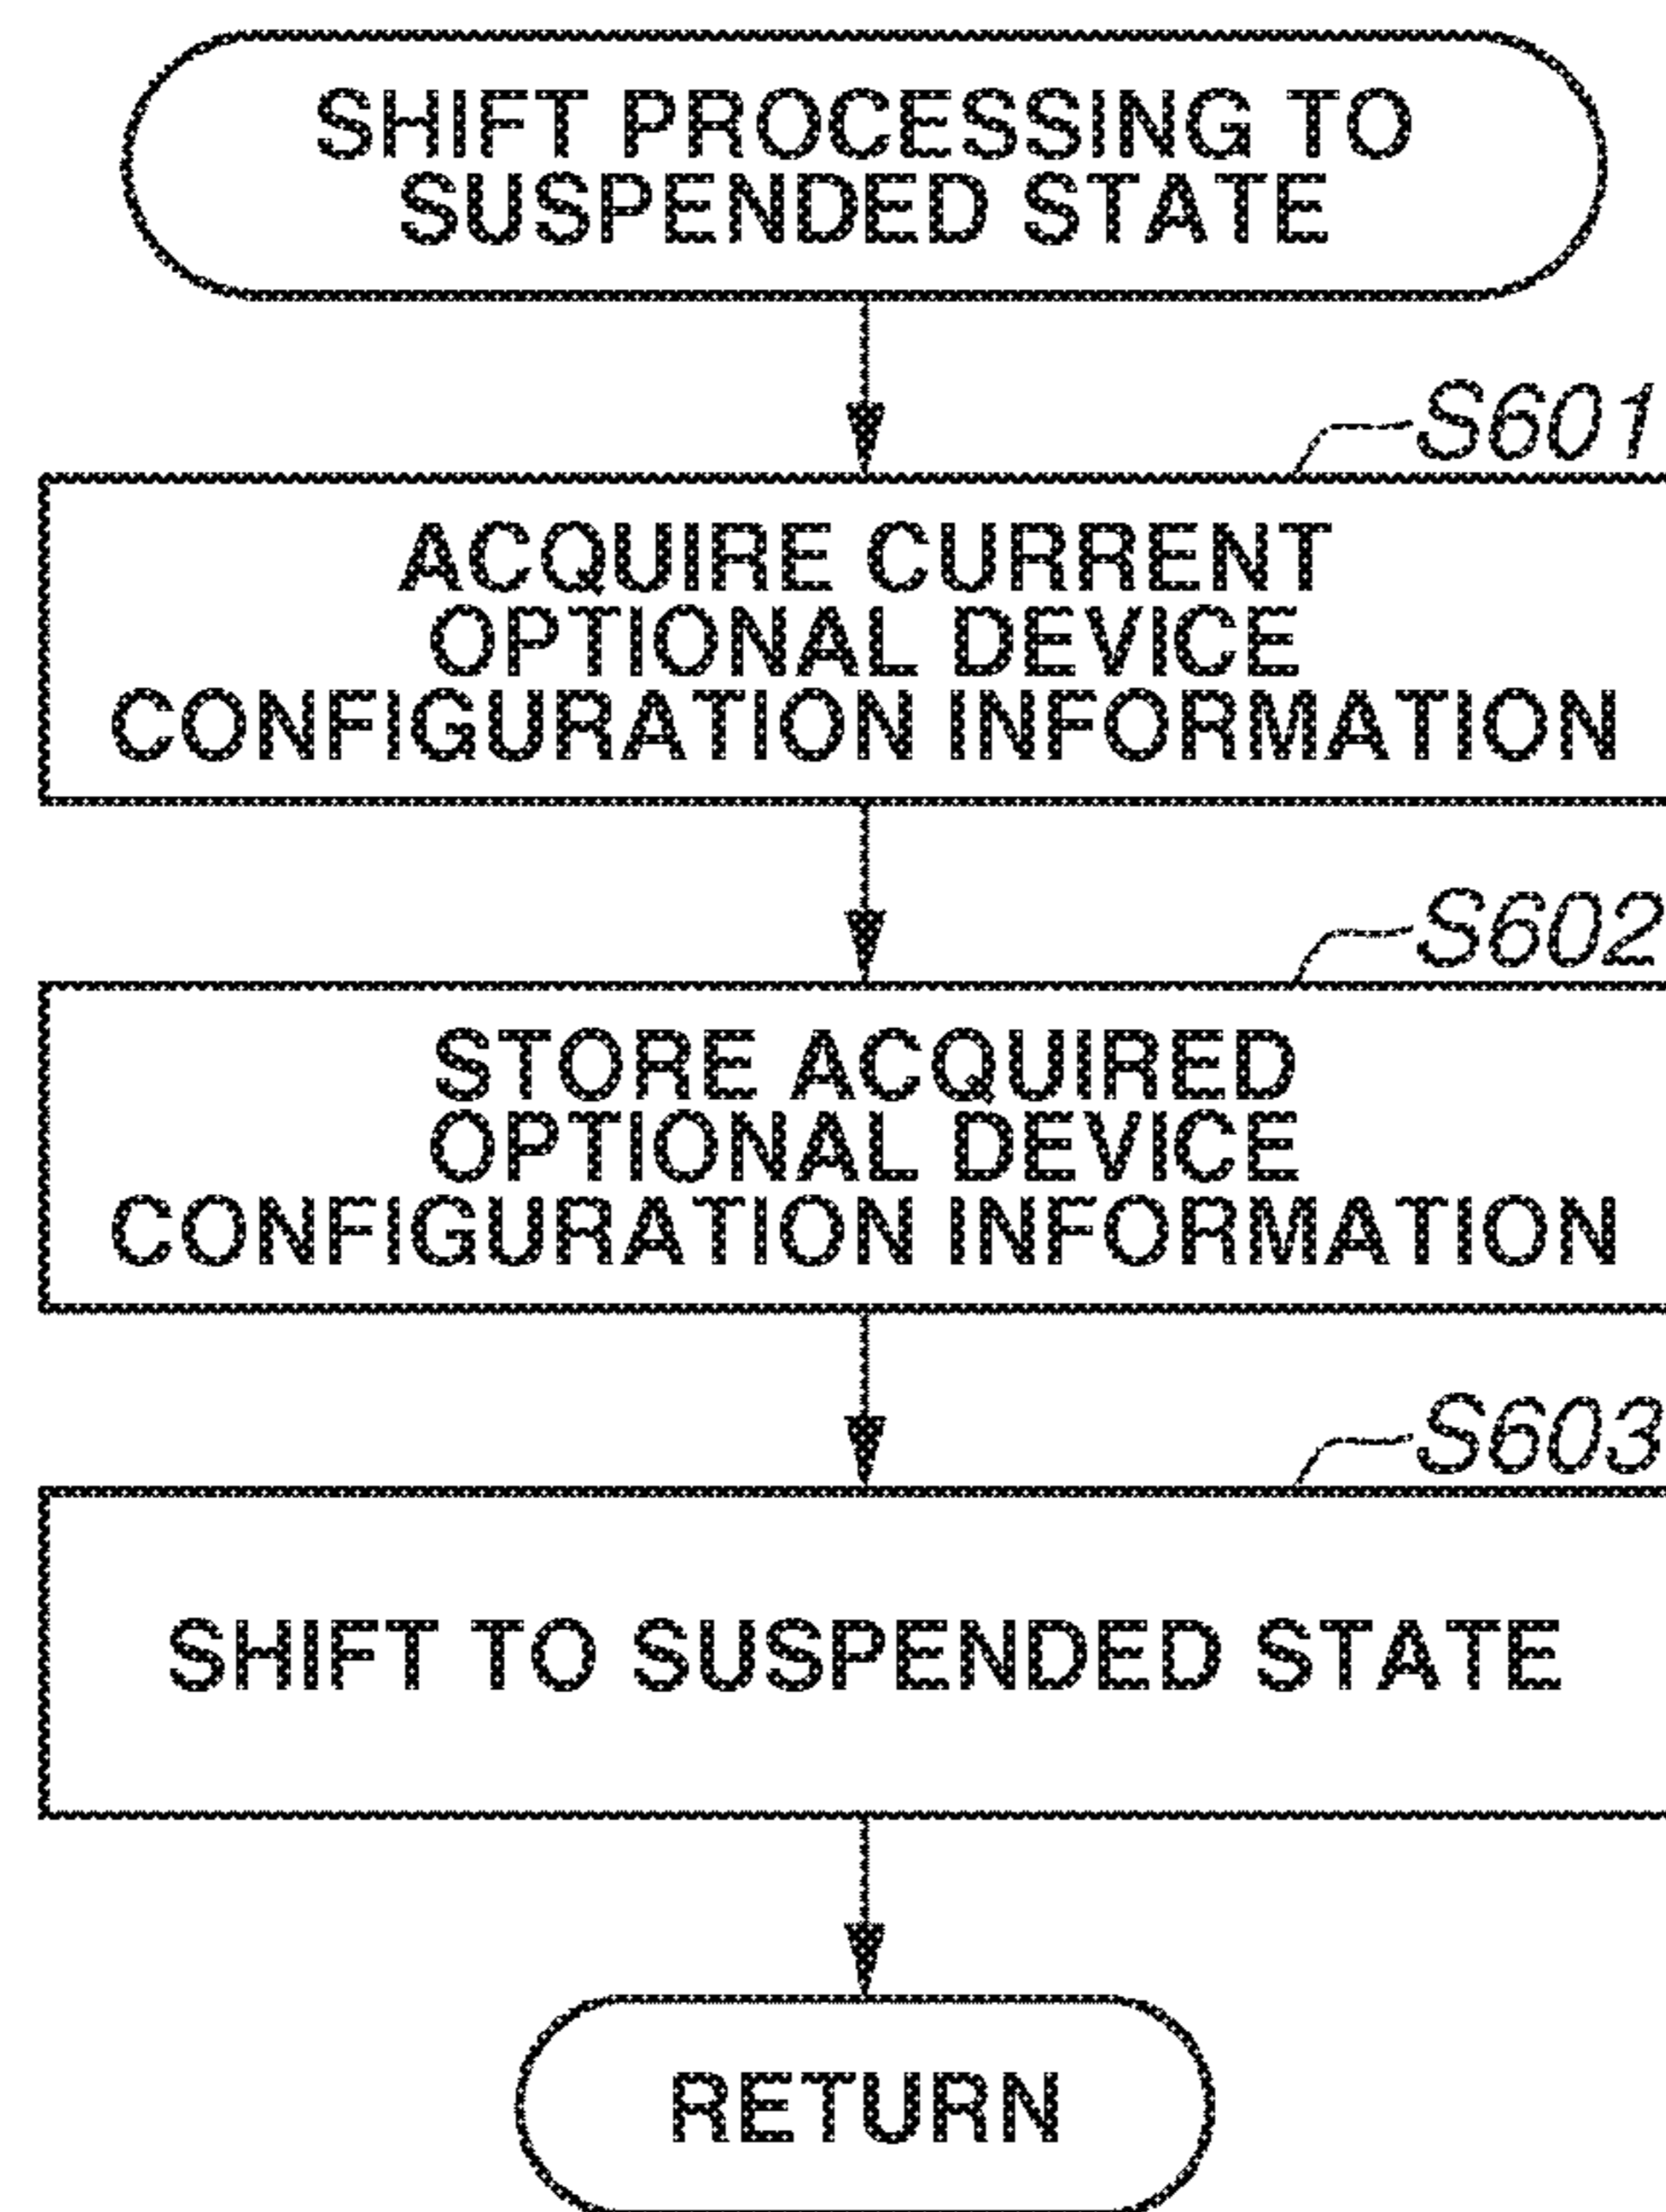 SHIFT PROCESSING TO
SUSPENDED STATE
S601
ACQUIRE CURRENT
OPTIONAL DEVICE
CONFIGURATION INFORMATION
S602
STORE ACQUIRED
OPTIONAL DEVICE
CONFIGURATION INFORMATION
S603
SHIFT TO SUSPENDED STATE
RETURN